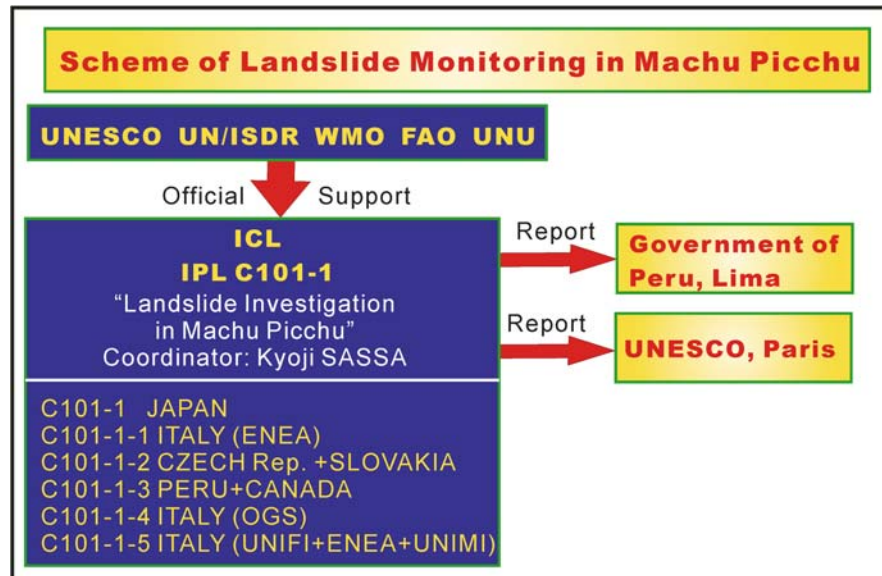 Scheme of Landslide Monitoring in Machu Picchu
UNESCO UN/ISDR WMO FAO UNU
Official Support
ICL
IPL C101-1
“Landslide Investigation
in Machu Picchu”
Coordinator: Kyoji SASSA
Report
Government of
Peru, Lima
Report
UNESCO, Paris
C101-1 JAPAN
C101-1-1 ITALY (ENEA)
C101-1-2 CZECH Rep. +SLOVAKIA
C101-1-3 PERU+CANADA
C101-1-4 ITALY (OGS)
C101-1-5 ITALY (UNIFI+ENEA+UNIMI)